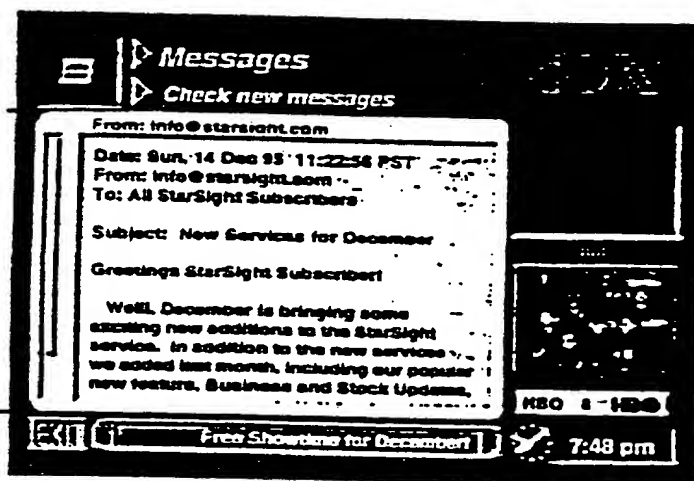 Messages
Check new messages
From: info@starsight.com
Date: Sun, 14 Dec 95 11:22:56 PST
From: info@starsight.com
To: All StarSight Subscribers
Subject: New Services for December
Greetings StarSight Subscriber!
Well, December is bringing some
exciting new additions to the StarSight
service. In addition to the new services
we added last month, including our popular
new feature, Business and Stock Updates,
HBO HBO
Free Showtime for December!
7:48 pm